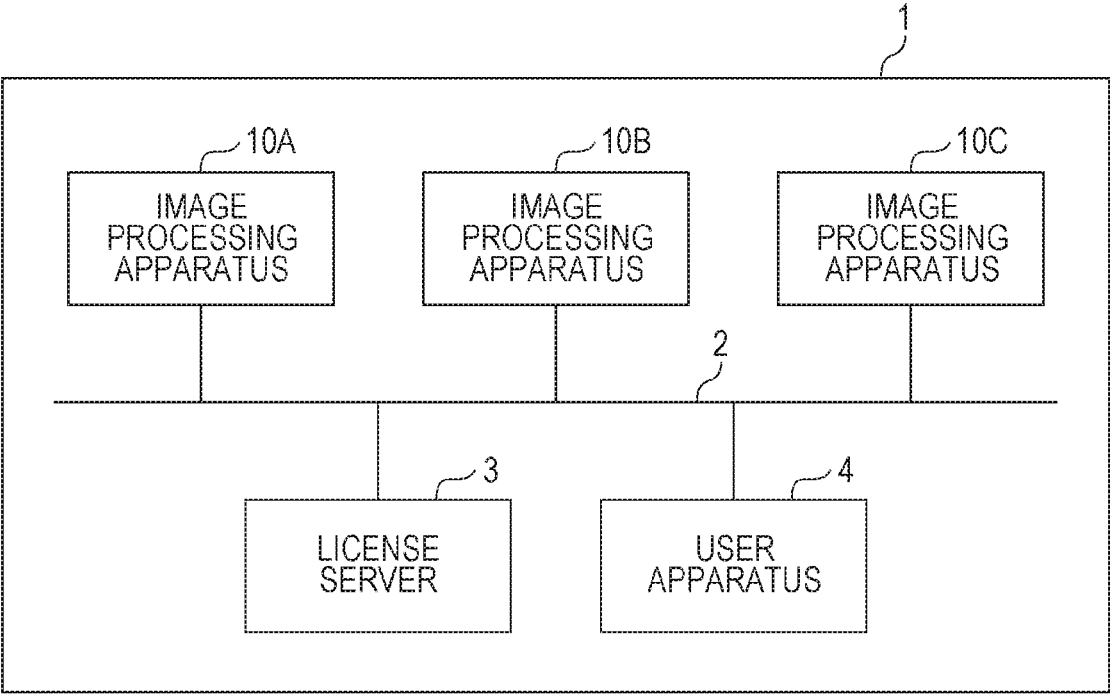 1
10A
10B
10C
IMAGE
PROCESSING
APPARATUS
IMAGE
PROCESSING
APPARATUS
IMAGE
PROCESSING
APPARATUS
2
3
4
LICENSE
SERVER
USER
APPARATUS